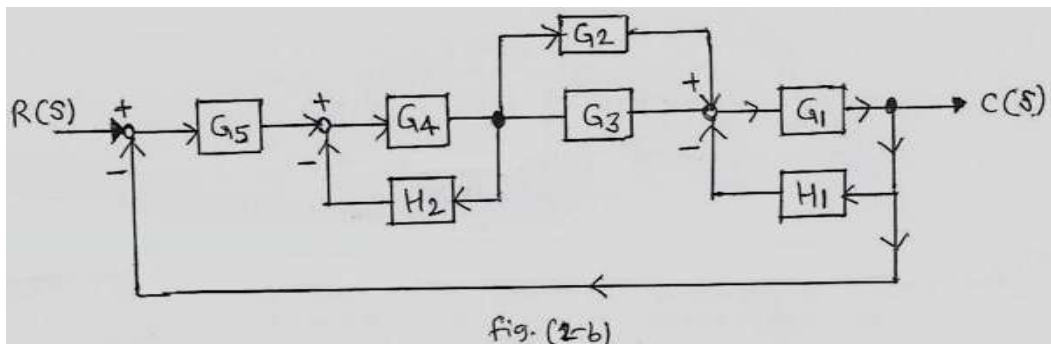 G2
R(S) + G5 + G4 G3 + G1 C(S)
- - -
H2 H1
fig. (2-b)